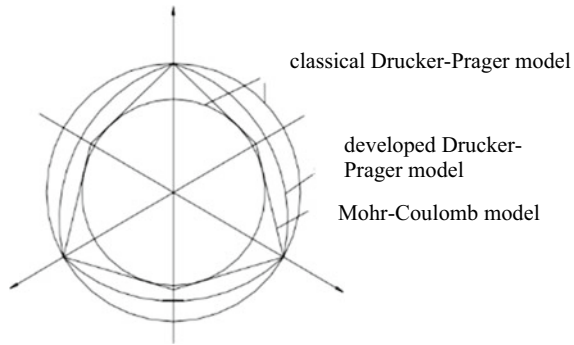 classical Drucker-Prager model
developed Drucker-
Prager model
Mohr-Coulomb model